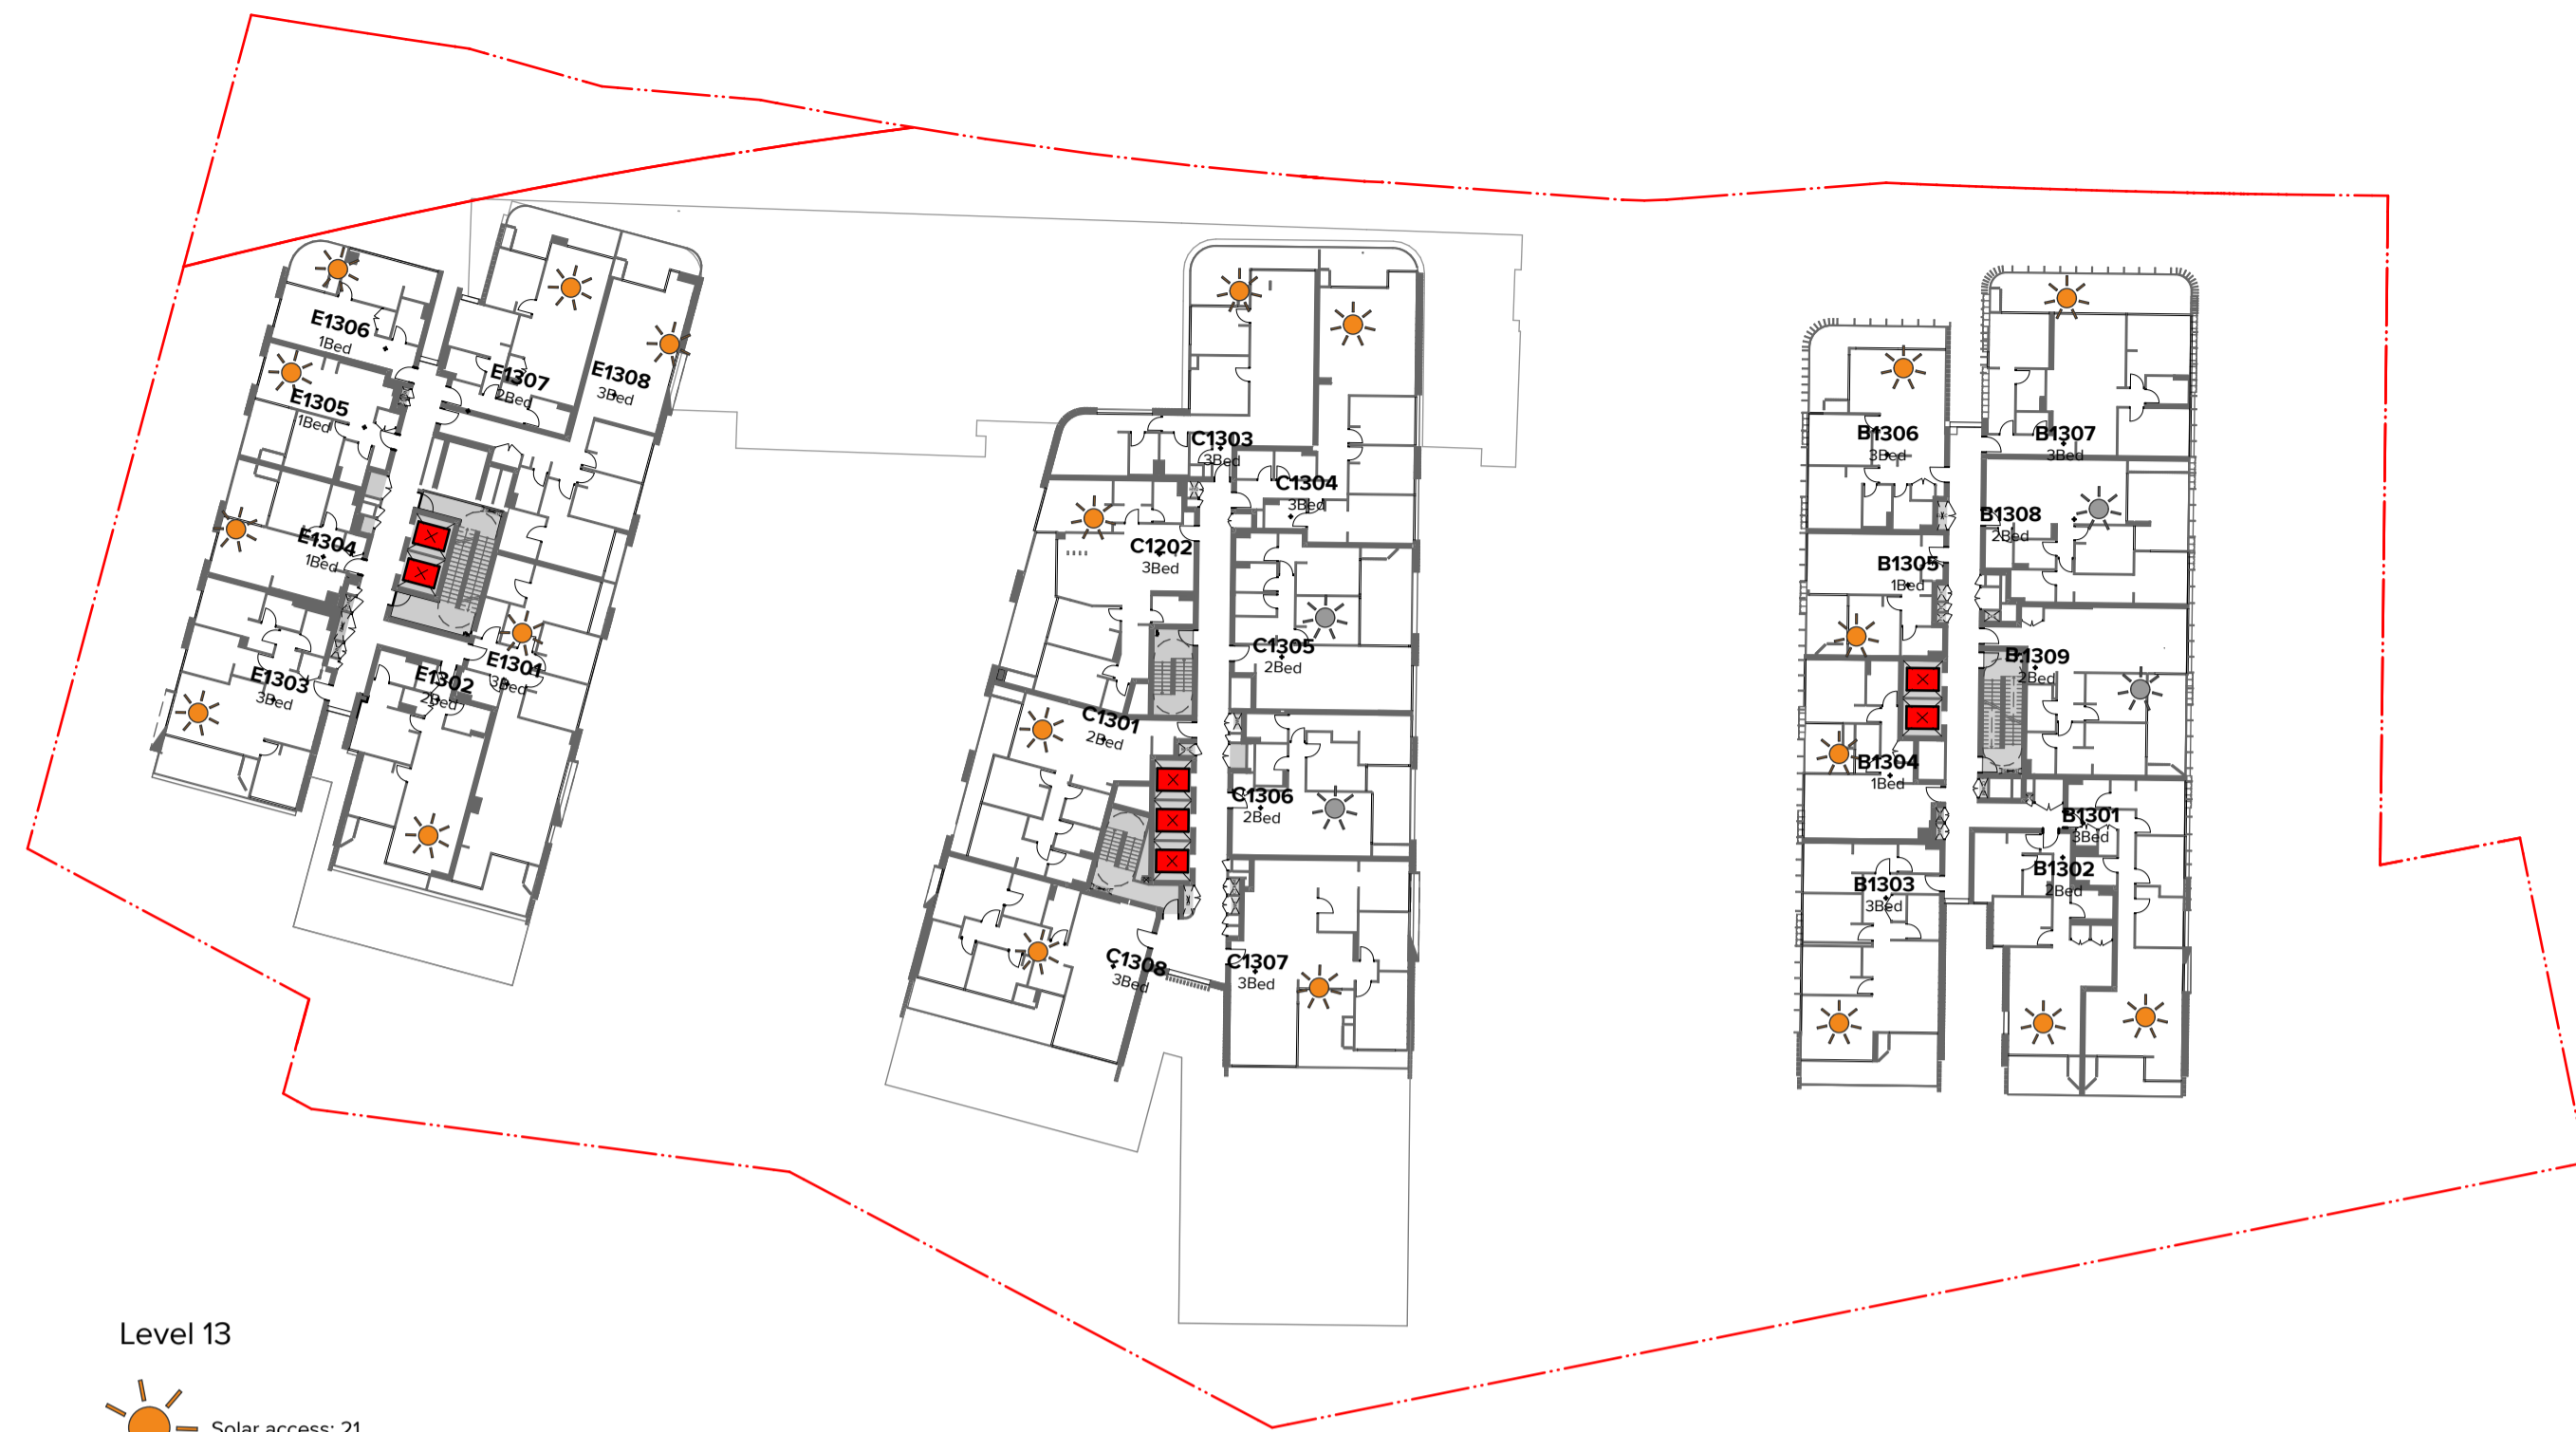 E1306
1Bed
E1305
1Bed
E1307
2Bed
E1308
3Bed
E1304
1Bed
E1303
3Bed
E1302
2Bed
E1301
3Bed
C1303
3Bed
C1304
3Bed
C1202
3Bed
C1305
2Bed
C1301
2Bed
C1306
2Bed
C1308
3Bed
C1307
3Bed
B1306
3Bed
B1307
3Bed
B1308
2Bed
B1305
1Bed
B1309
2Bed
B1304
1Bed
B1301
3Bed
B1302
2Bed
B1303
3Bed
Level 13
Solar access: 21